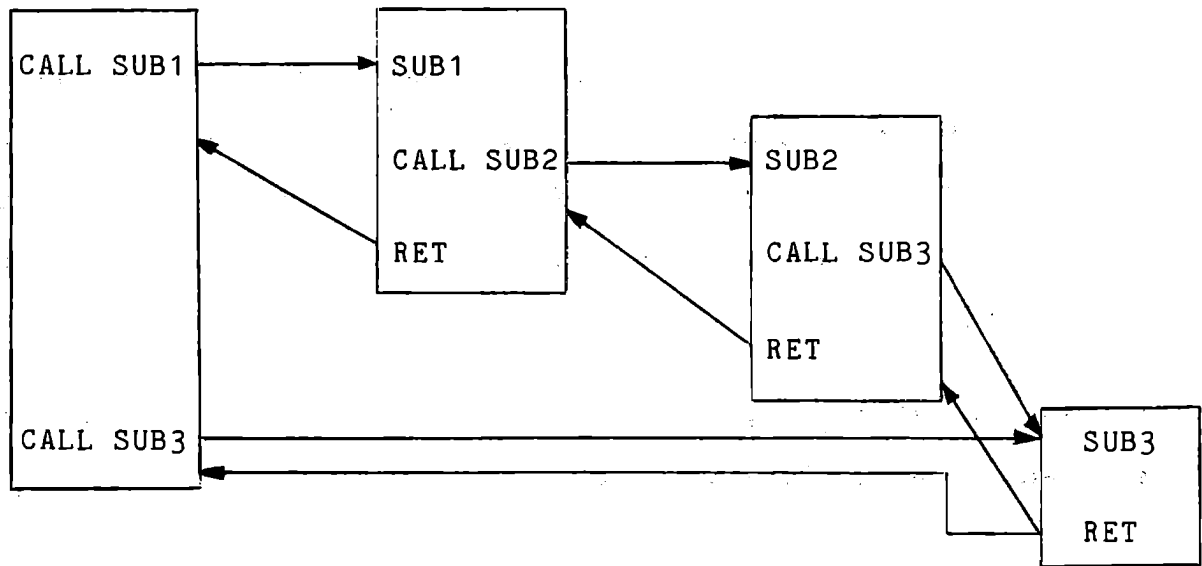 CALL SUB1
CALL SUB3
SUB1
CALL SUB2
RET
SUB2
CALL SUB3
RET
SUB3
RET